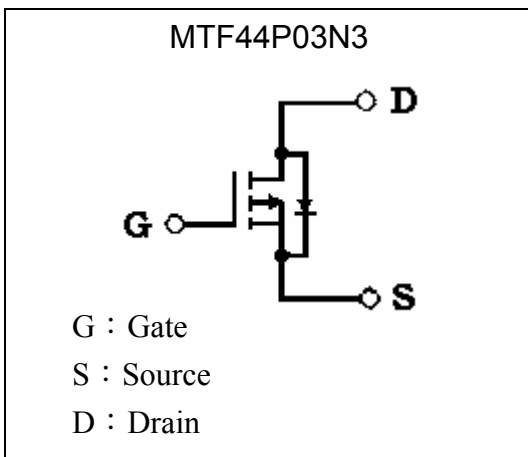 MTF44P03N3
D
G
S
G：Gate
S：Source
D：Drain